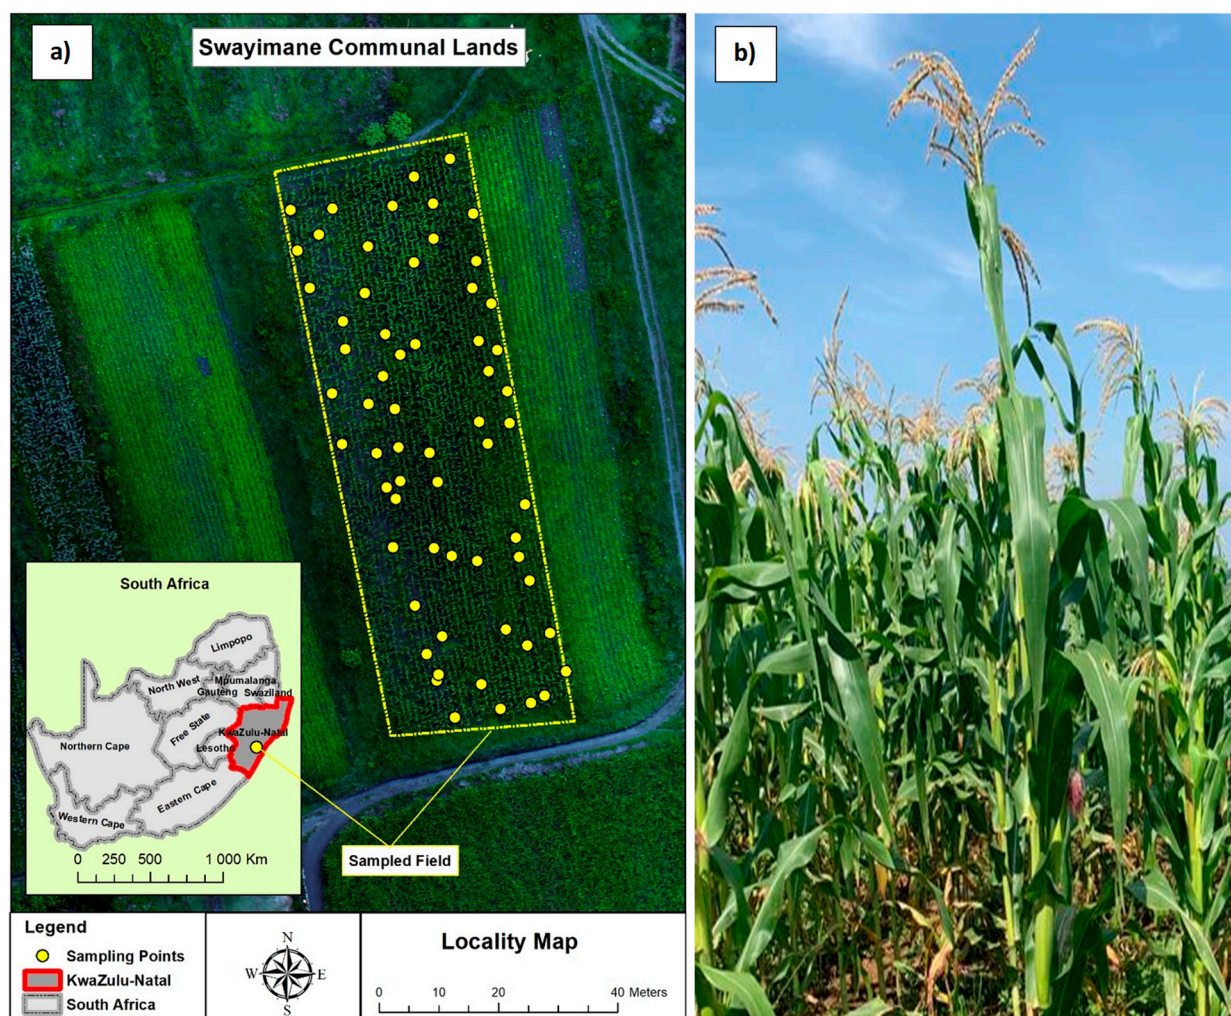 a)
Swayimane Communal Lands
b)
South Africa
Limpopo
North West
Mpumalanga
Gauteng
Swaziland
Free State
KwaZulu-Natal
Northern Cape
Lesotho
Eastern Cape
Western Cape
0 250 500 1 000 Km
Sampled Field
Legend
Sampling Points
KwaZulu-Natal
South Africa
N
W E
S
Locality Map
0 10 20 40 Meters